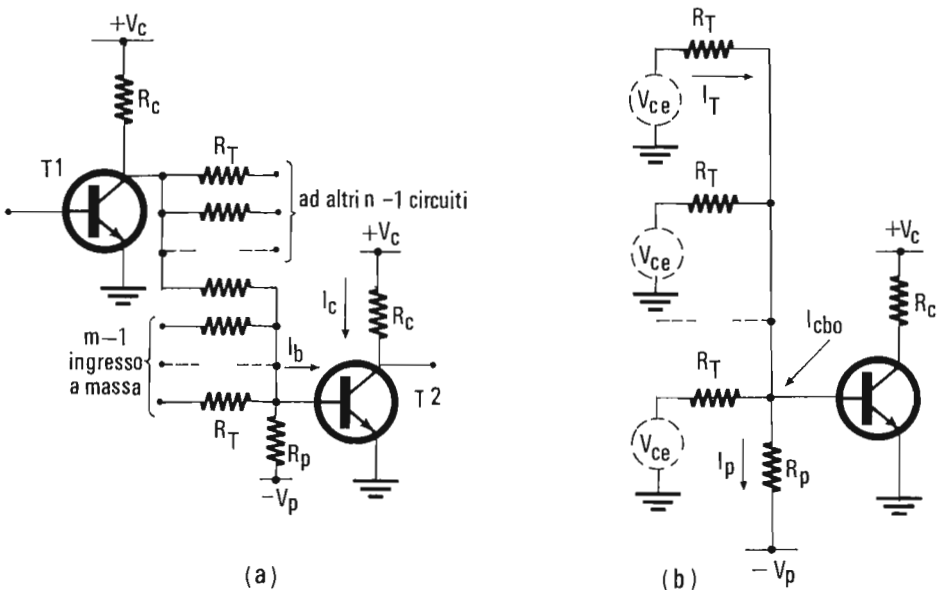 +Vc
Rc
T1
RT
ad altri n -1 circuiti
+Vc
Ic
Rc
m-1
ingresso
a massa
Ib
T2
RT
Rp
-Vp
(a)
RT
Vce
IT
RT
Vce
+Vc
Rc
Icbo
RT
Vce
Ip
Rp
- Vp
(b)